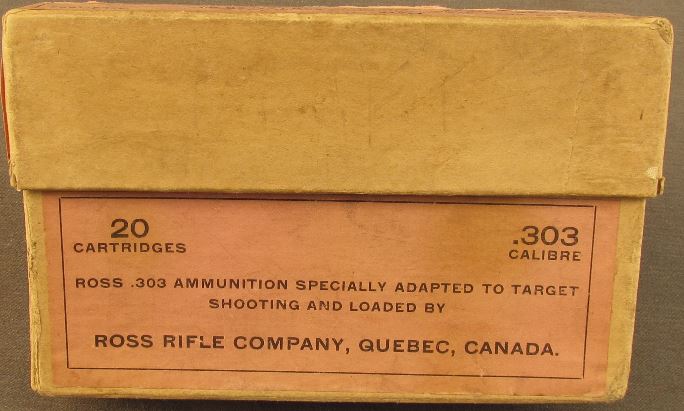 20 .303
CARTRIDGES CALIBRE
ROSS .303 AMMUNITION SPECIALLY ADAPTED TO TARGET
SHOOTING AND LOADED BY
ROSS RIFLE COMPANY, QUEBEC, CANADA.